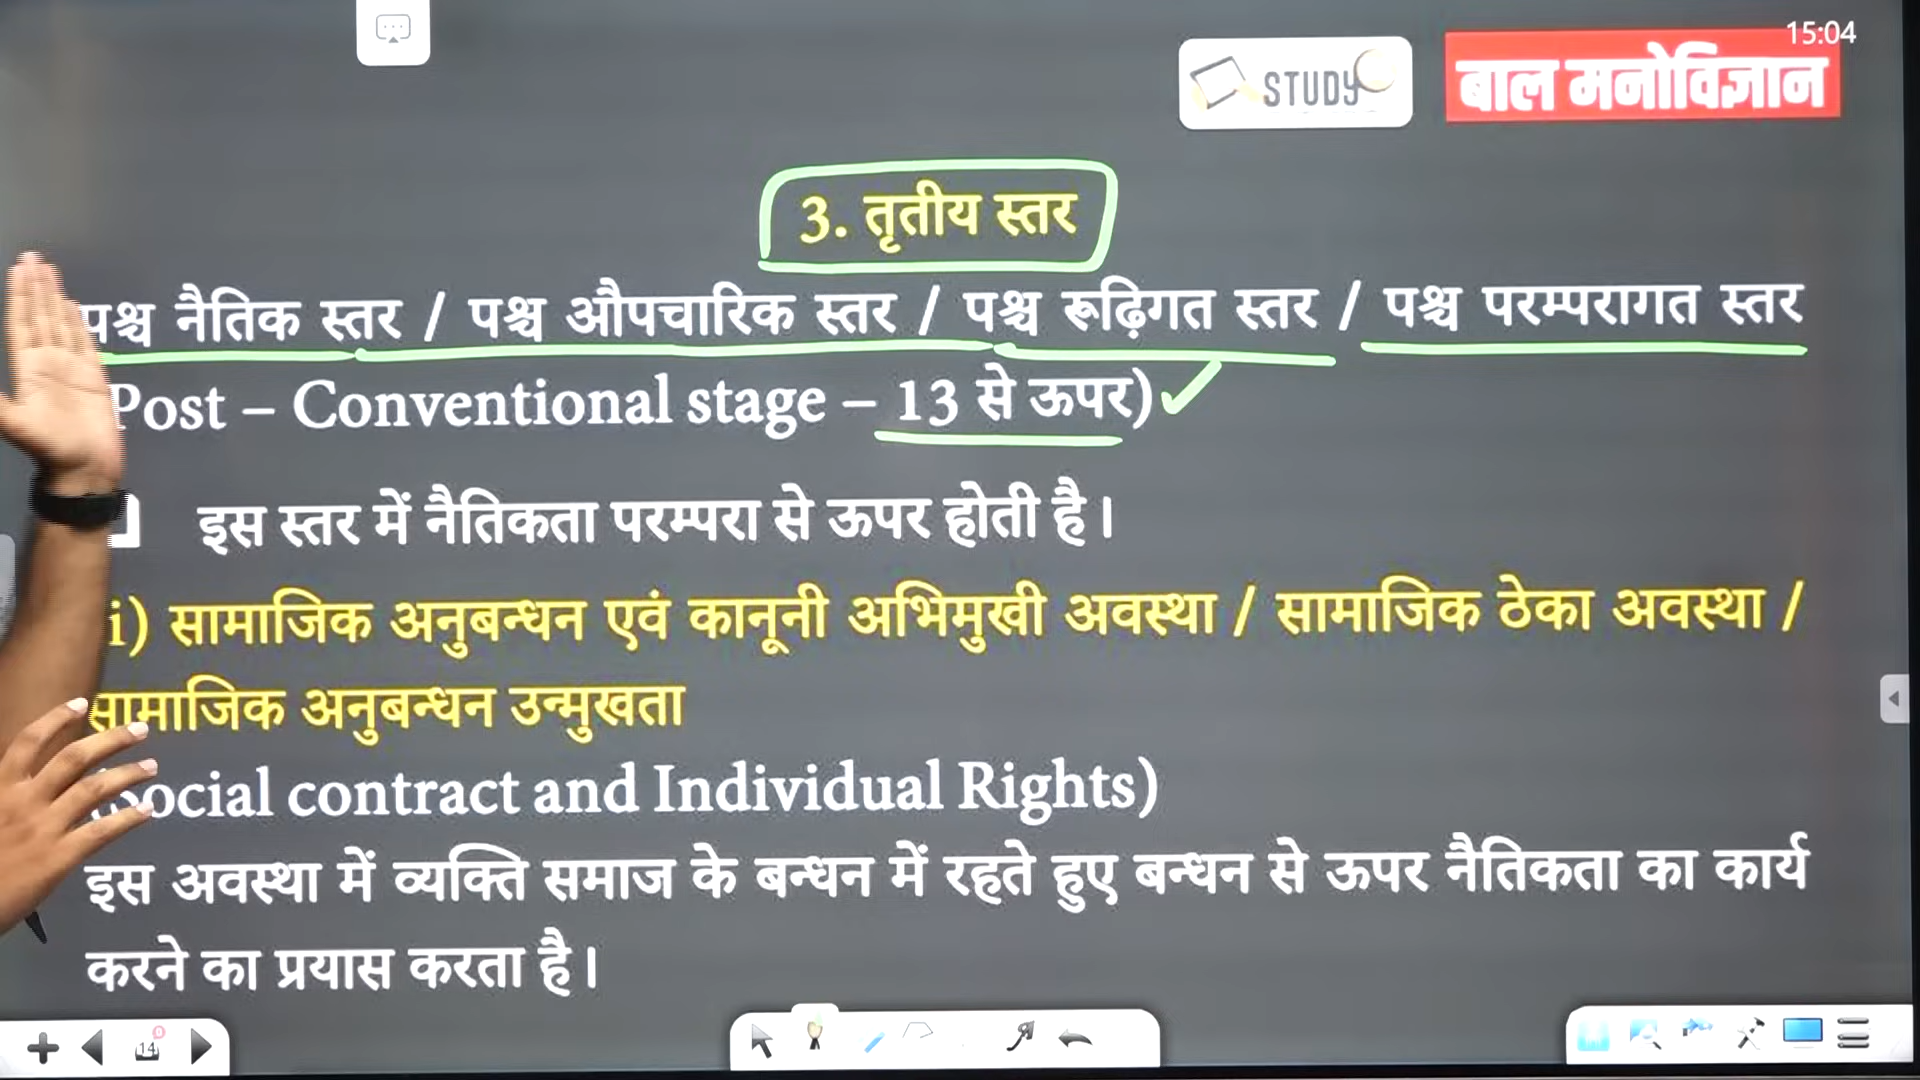 15:04
STUDY
बाल मनोविज्ञान
3. तृतीय स्तर
पश्च नैतिक स्तर / पश्च औपचारिक स्तर / पश्च रूढ़िगत स्तर / पश्च परम्परागत स्तर
Post – Conventional stage – 13 से ऊपर)
इस स्तर में नैतिकता परम्परा से ऊपर होती है।
i) सामाजिक अनुबन्धन एवं कानूनी अभिमुखी अवस्था / सामाजिक ठेका अवस्था /
सामाजिक अनुबन्धन उन्मुखता
(Social contract and Individual Rights)
इस अवस्था में व्यक्ति समाज के बन्धन में रहते हुए बन्धन से ऊपर नैतिकता का कार्य
करने का प्रयास करता है।
14